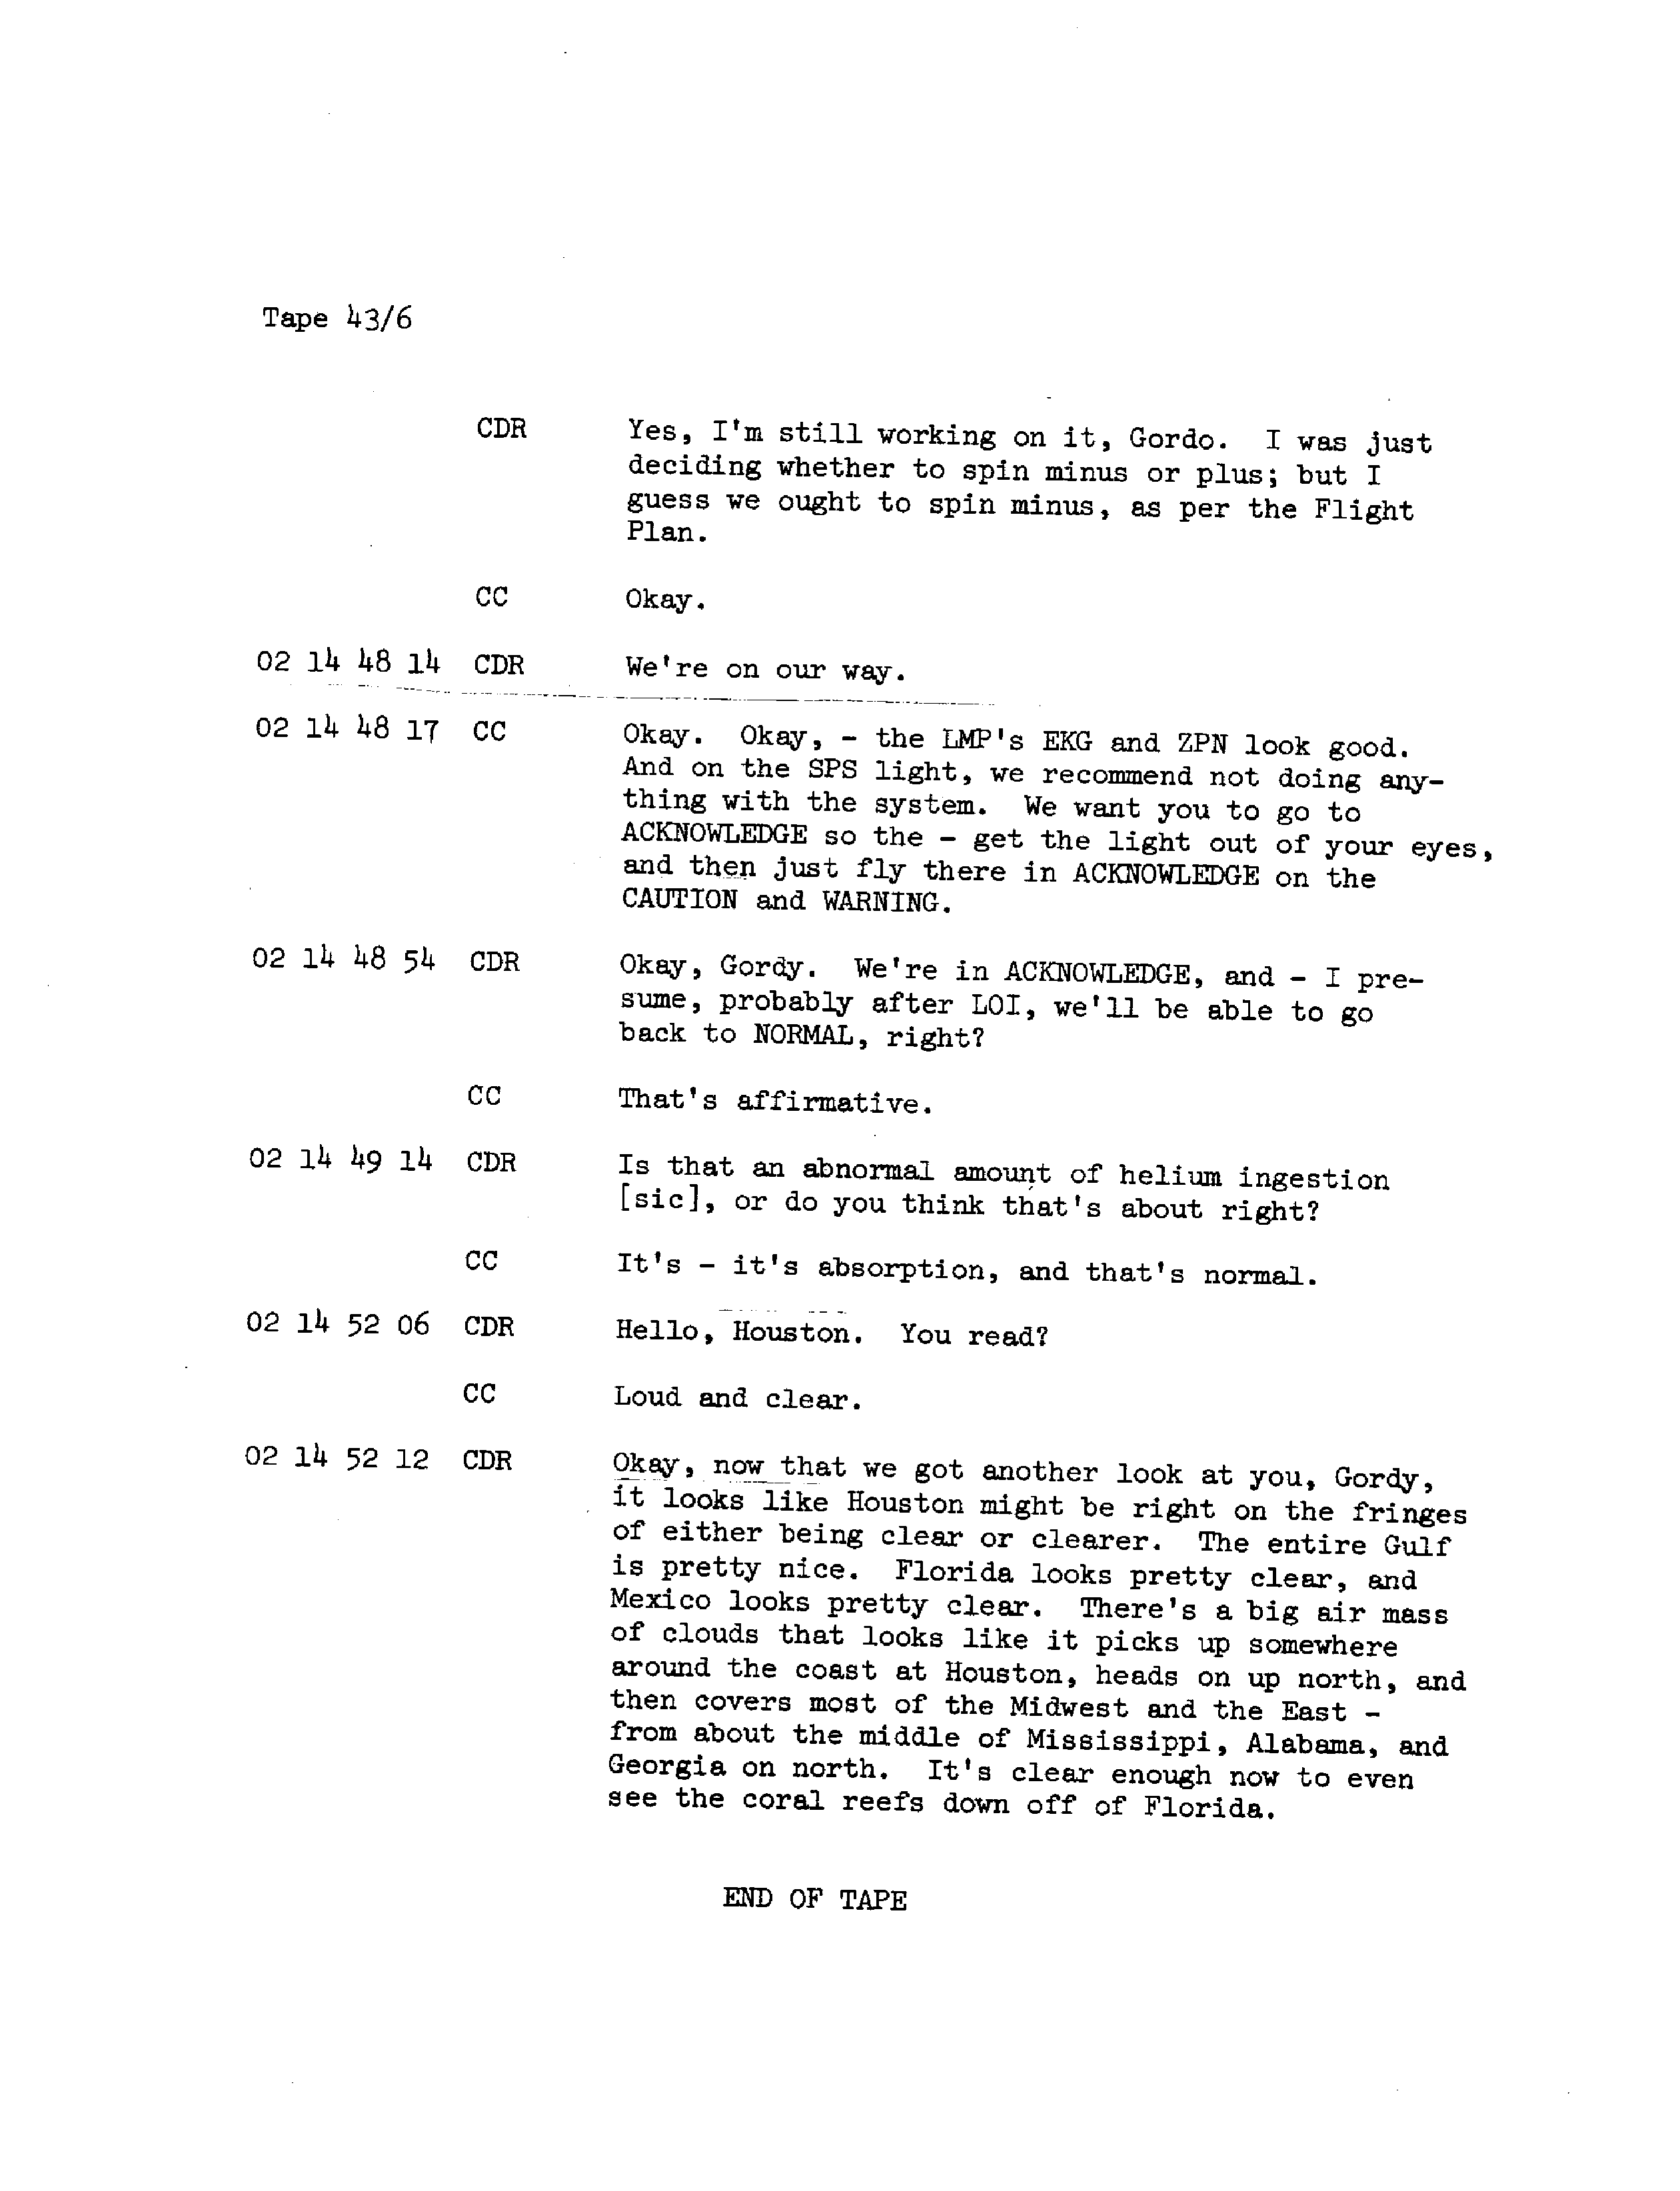 Tape 43/6
CDR Yes, I'm still working on it, Gordo. I was just
deciding whether to spin minus or plus; but I
guess we ought to spin minus, as per the Flight
Plan.
CC Okay.
02 14 48 14 CDR We're on our way.
02 14 48 17 CC Okay. Okay, - the LMP's EKG and ZPN look good.
And on the SPS light, we recommend not doing any-
thing with the system. We want you to go to
ACKNOWLEDGE so the - get the light out of your eyes,
and then just fly there in ACKNOWLEDGE on the
CAUTION and WARNING.
02 14 48 54 CDR Okay, Gordy. We're in ACKNOWLEDGE, and - I pre-
sume, probably after LOI, we'll be able to go
back to NORMAL, right?
CC That's affirmative.
02 14 49 14 CDR Is that an abnormal amount of helium ingestion
[sic], or do you think that's about right?
CC It's - it's absorption, and that's normal.
02 14 52 06 CDR Hello, Houston. You read?
CC Loud and clear.
02 14 52 12 CDR Okay, now that we got another look at you, Gordy,
it looks like Houston might be right on the fringes
of either being clear or clearer. The entire Gulf
is pretty nice. Florida looks pretty clear, and
Mexico looks pretty clear. There's a big air mass
of clouds that looks like it picks up somewhere
around the coast at Houston, heads on up north, and
then covers most of the Midwest and the East -
from about the middle of Mississippi, Alabama, and
Georgia on north. It's clear enough now to even
see the coral reefs down off of Florida.
END OF TAPE